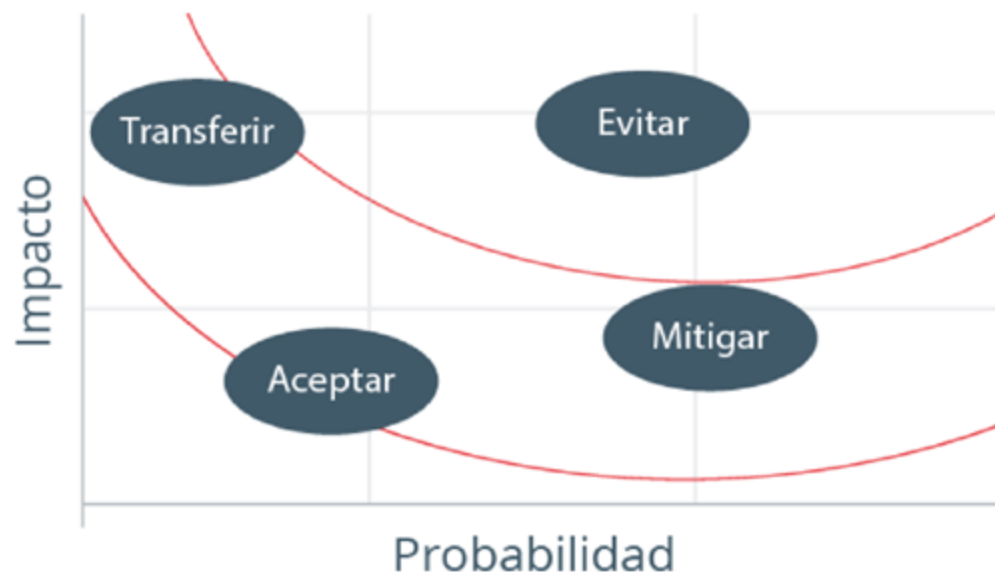 Transferir
Evitar
Impacto
Mitigar
Aceptar
Probabilidad